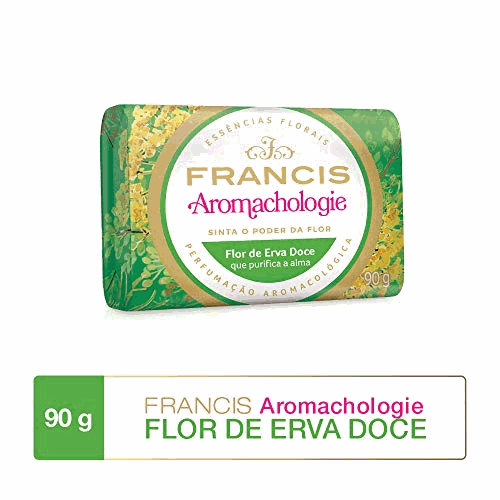 ESSÊNCIAS FLORAIS
FRANCIS
Aromachologie
SINTA O PODER DA FLOR
Flor de Erva Doce
que purifica a alma
PERFUMAÇÃO AROMACOLÓGICA
90 g
90 g
FRANCIS Aromachologie
FLOR DE ERVA DOCE